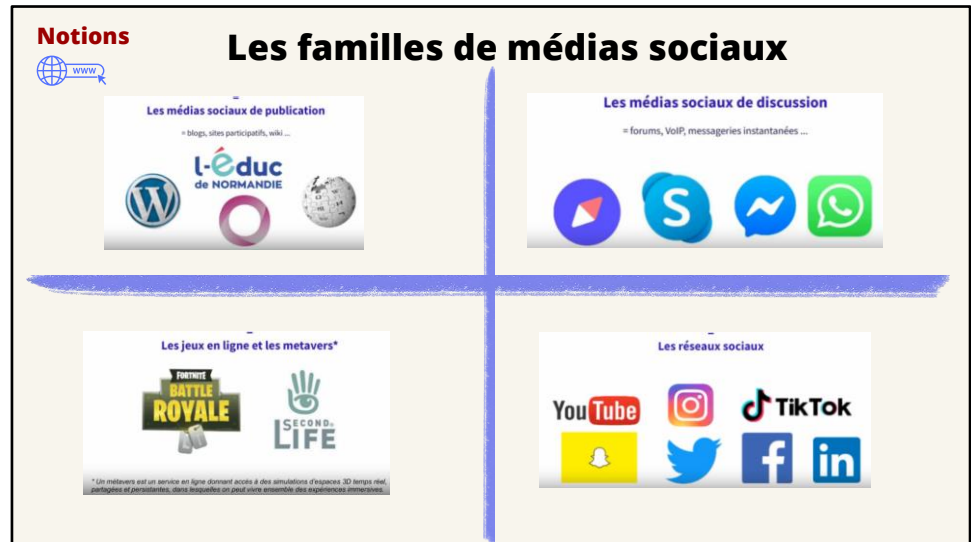 Notions
www
Les familles de médias sociaux
Les médias sociaux de publication
= blogs, sites participatifs, wiki ...
l-éduc
de NORMANDIE
W
Les médias sociaux de discussion
= forums, VoIP, messageries instantanées ...
S
Les jeux en ligne et les metavers*
FORTNITE
BATTLE
ROYALE
SECOND
LIFE
* Un métavers est un service en ligne donnant accès à des simulations d'espaces 3D temps réel,
partagées et persistantes, dans lesquelles on peut vivre ensemble des expériences immersives.
Les réseaux sociaux
YouTube
TikTok
f
in